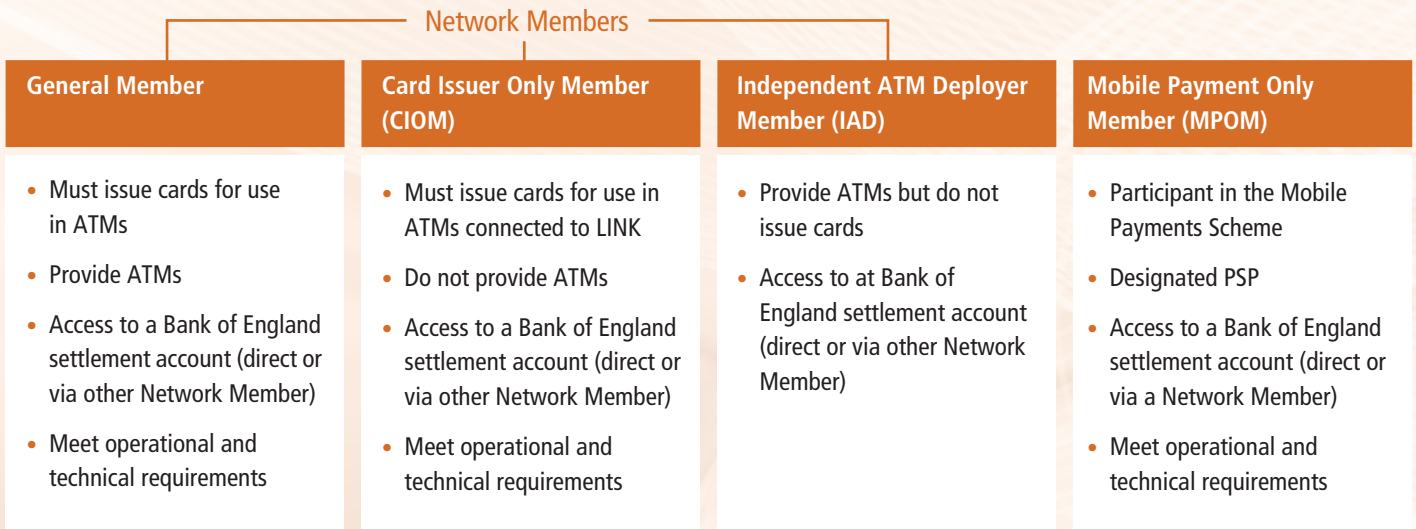 Network Members
General Member
Must issue cards for use
in ATMs
Provide ATMs
Access to a Bank of England
settlement account (direct or
via other Network Member)
Meet operational and
technical requirements
Card Issuer Only Member
(CIOM)
Must issue cards for use in
ATMs connected to LINK
Do not provide ATMs
Access to a Bank of England
settlement account (direct or
via other Network Member)
Meet operational and
technical requirements
Independent ATM Deployer
Member (IAD)
Provide ATMs but do not
issue cards
Access to at Bank of
England settlement account
(direct or via other Network
Member)
Mobile Payment Only
Member (MPOM)
Participant in the Mobile
Payments Scheme
Designated PSP
Access to a Bank of England
settlement account (direct or
via a Network Member)
Meet operational and
technical requirements